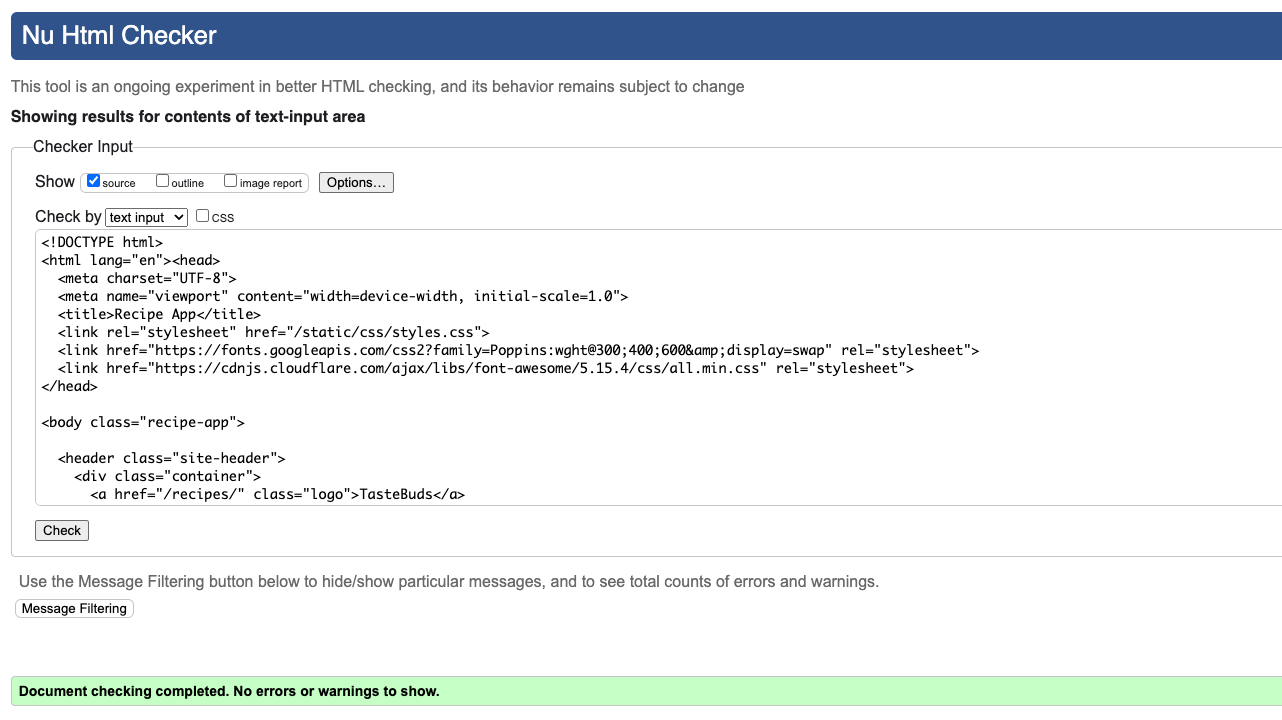 Nu Html Checker
This tool is an ongoing experiment in better HTML checking, and its behavior remains subject to change
Showing results for contents of text-input area
Checker Input
Show source outline image report Options...
Check by text input css
<!DOCTYPE html>
<html lang="en"><head>
  <meta charset="UTF-8">
  <meta name="viewport" content="width=device-width, initial-scale=1.0">
  <title>Recipe App</title>
  <link rel="stylesheet" href="/static/css/styles.css">
  <link href="https://fonts.googleapis.com/css2?family=Poppins:wght@300;400;600&amp;display=swap" rel="stylesheet">
  <link href="https://cdnjs.cloudflare.com/ajax/libs/font-awesome/5.15.4/css/all.min.css" rel="stylesheet">
</head>
<body class="recipe-app">
  <header class="site-header">
    <div class="container">
      <a href="/recipes/" class="logo">TasteBuds</a>
Check
Use the Message Filtering button below to hide/show particular messages, and to see total counts of errors and warnings.
Message Filtering
Document checking completed. No errors or warnings to show.